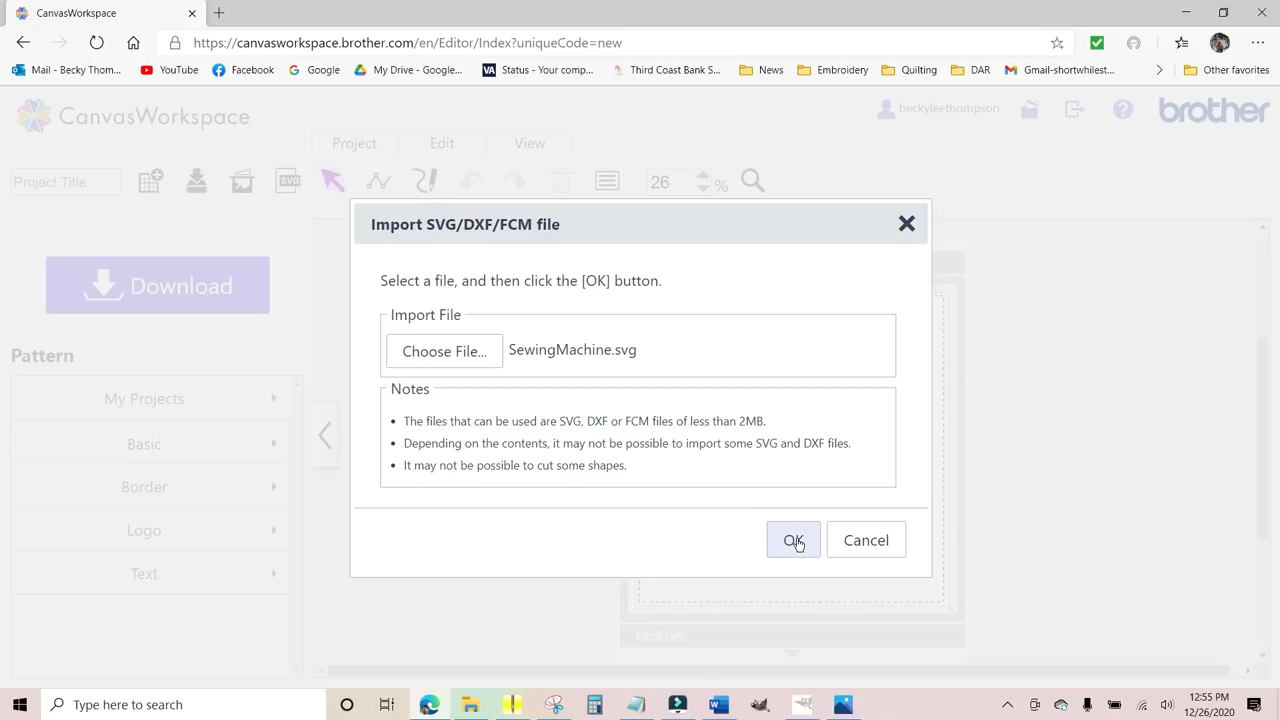 CanvasWorkspace
https://canvasworkspace.brother.com/en/Editor/Index?uniqueCode=new
Mail - Becky Thom... YouTube Facebook Google My Drive - Google... VA Status - Your comp... Third Coast Bank S... News Embroidery Quilting DAR Gmail-shortwhilest... Other favorites
CanvasWorkspace beckyleethompson brother
Project Edit View
Project Title SVG 26 %
Import SVG/DXF/FCM file
Select a file, and then click the [OK] button.
Download
Import File
Choose File... SewingMachine.svg
Pattern
Notes
My Projects
The files that can be used are SVG, DXF or FCM files of less than 2MB.
Basic
Depending on the contents, it may not be possible to import some SVG and DXF files.
It may not be possible to cut some shapes.
Border
Logo
OK Cancel
Text
brother
Type here to search
12:55 PM
12/26/2020